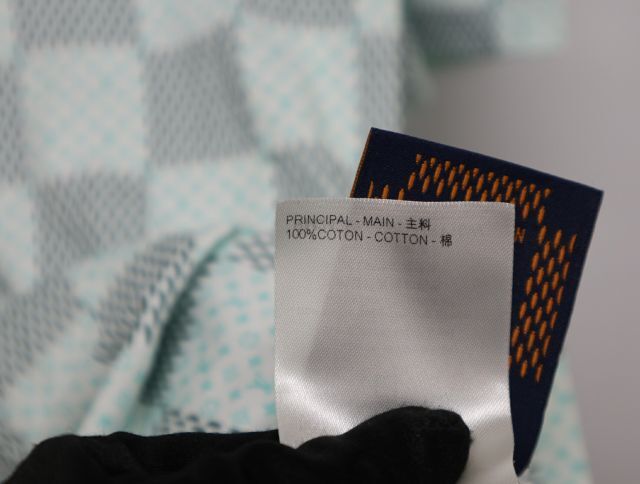 PRINCIPAL - MAIN - 主料
100%COTON - COTTON - 棉